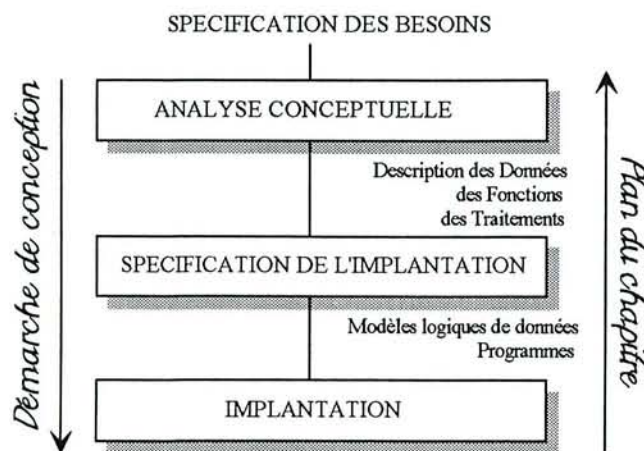 SPECIFICATION DES BESOINS
ANALYSE CONCEPTUELLE
Description des Données
des Fonctions
des Traitements
SPECIFICATION DE L'IMPLANTATION
Modèles logiques de données
Programmes
IMPLANTATION
Démarche de conception
Plan du chapitre